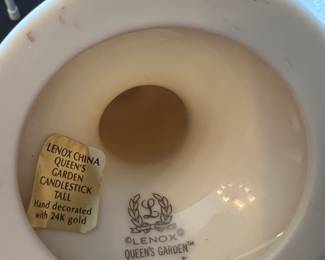 LENOX CHINA
QUEEN'S
GARDEN
CANDLESTICK
TALL
Hand decorated
with 24K gold
L
©LENOX®
QUEEN'S GARDEN™